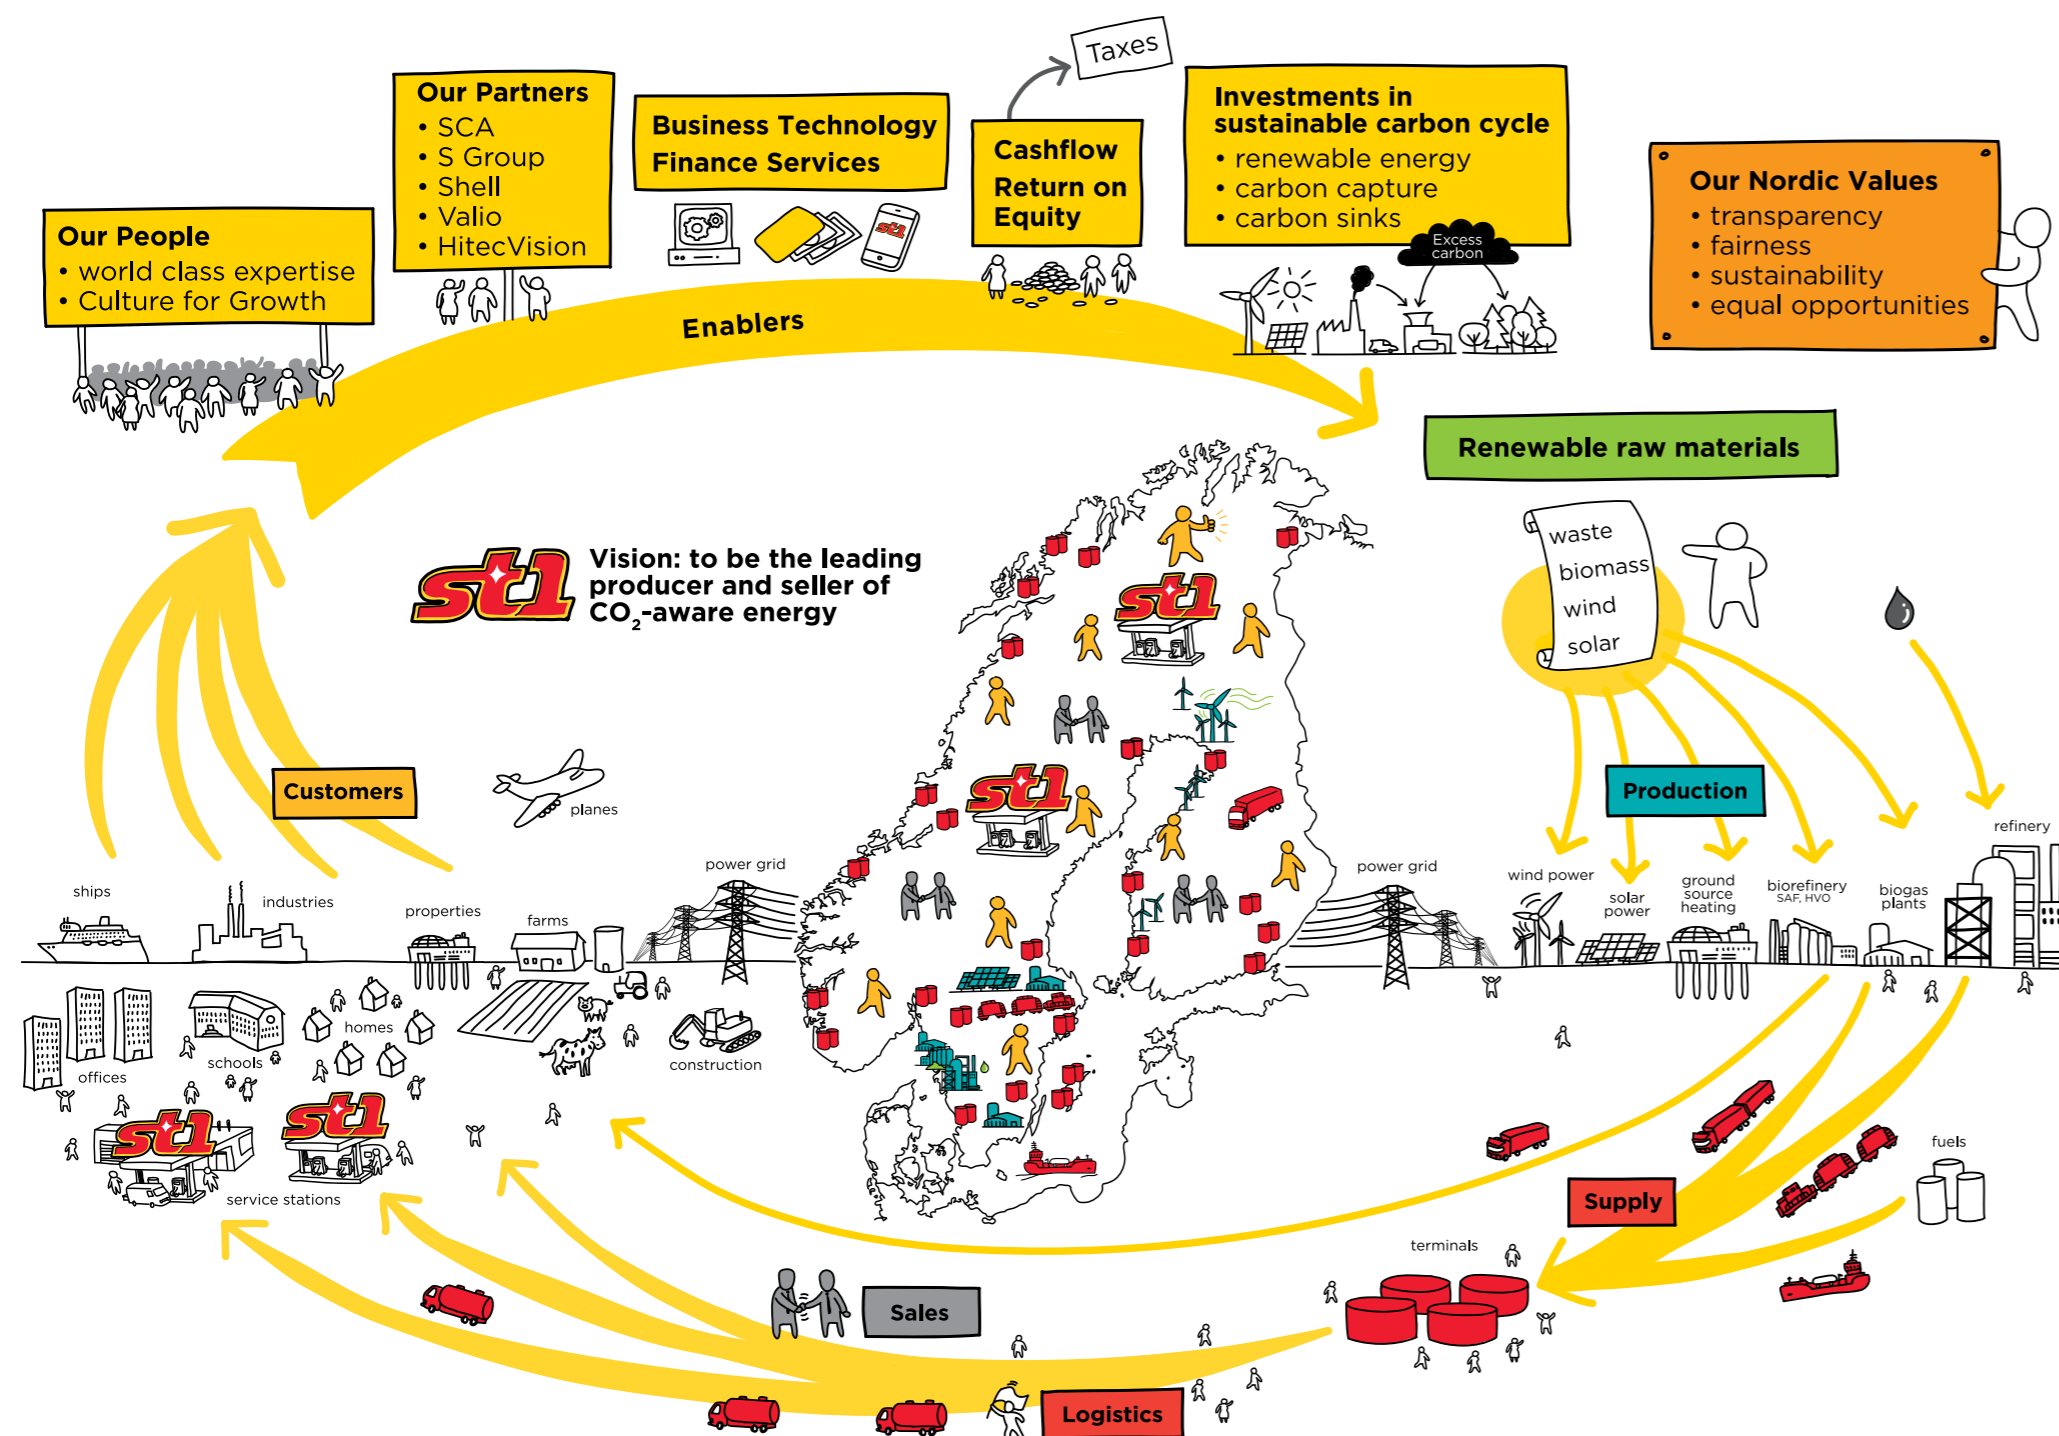 Taxes
Our Partners
• SCA
• S Group
• Shell
• Valio
• HitecVision
Business Technology
Finance Services
Cashflow
Return on
Equity
Investments in
sustainable carbon cycle
• renewable energy
• carbon capture
• carbon sinks
Excess
carbon
Our Nordic Values
• transparency
• fairness
• sustainability
• equal opportunities
Our People
• world class expertise
• Culture for Growth
st1
Enablers
Renewable raw materials
waste
biomass
wind
solar
st1
Vision: to be the leading
producer and seller of
CO₂-aware energy
st1
st1
Customers
planes
Production
ships
industries
properties
farms
power grid
power grid
wind power
solar
power
ground
source
heating
biorefinery
SAF, HVO
biogas
plants
refinery
offices
schools
homes
construction
st1
st1
service stations
fuels
Supply
terminals
Sales
Logistics